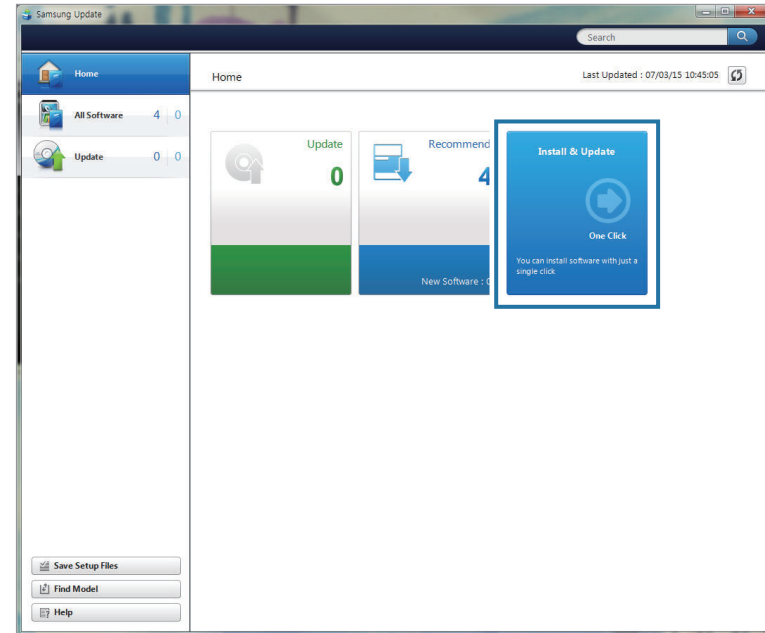 Samsung Update
Search
Home
Home
Last Updated : 07/03/15 10:45:05
All Software 4 0
Update 0 0
Update
0
Recommend
4
New Software : 0
Install & Update
One Click
You can install software with just a
single click
Save Setup Files
Find Model
Help